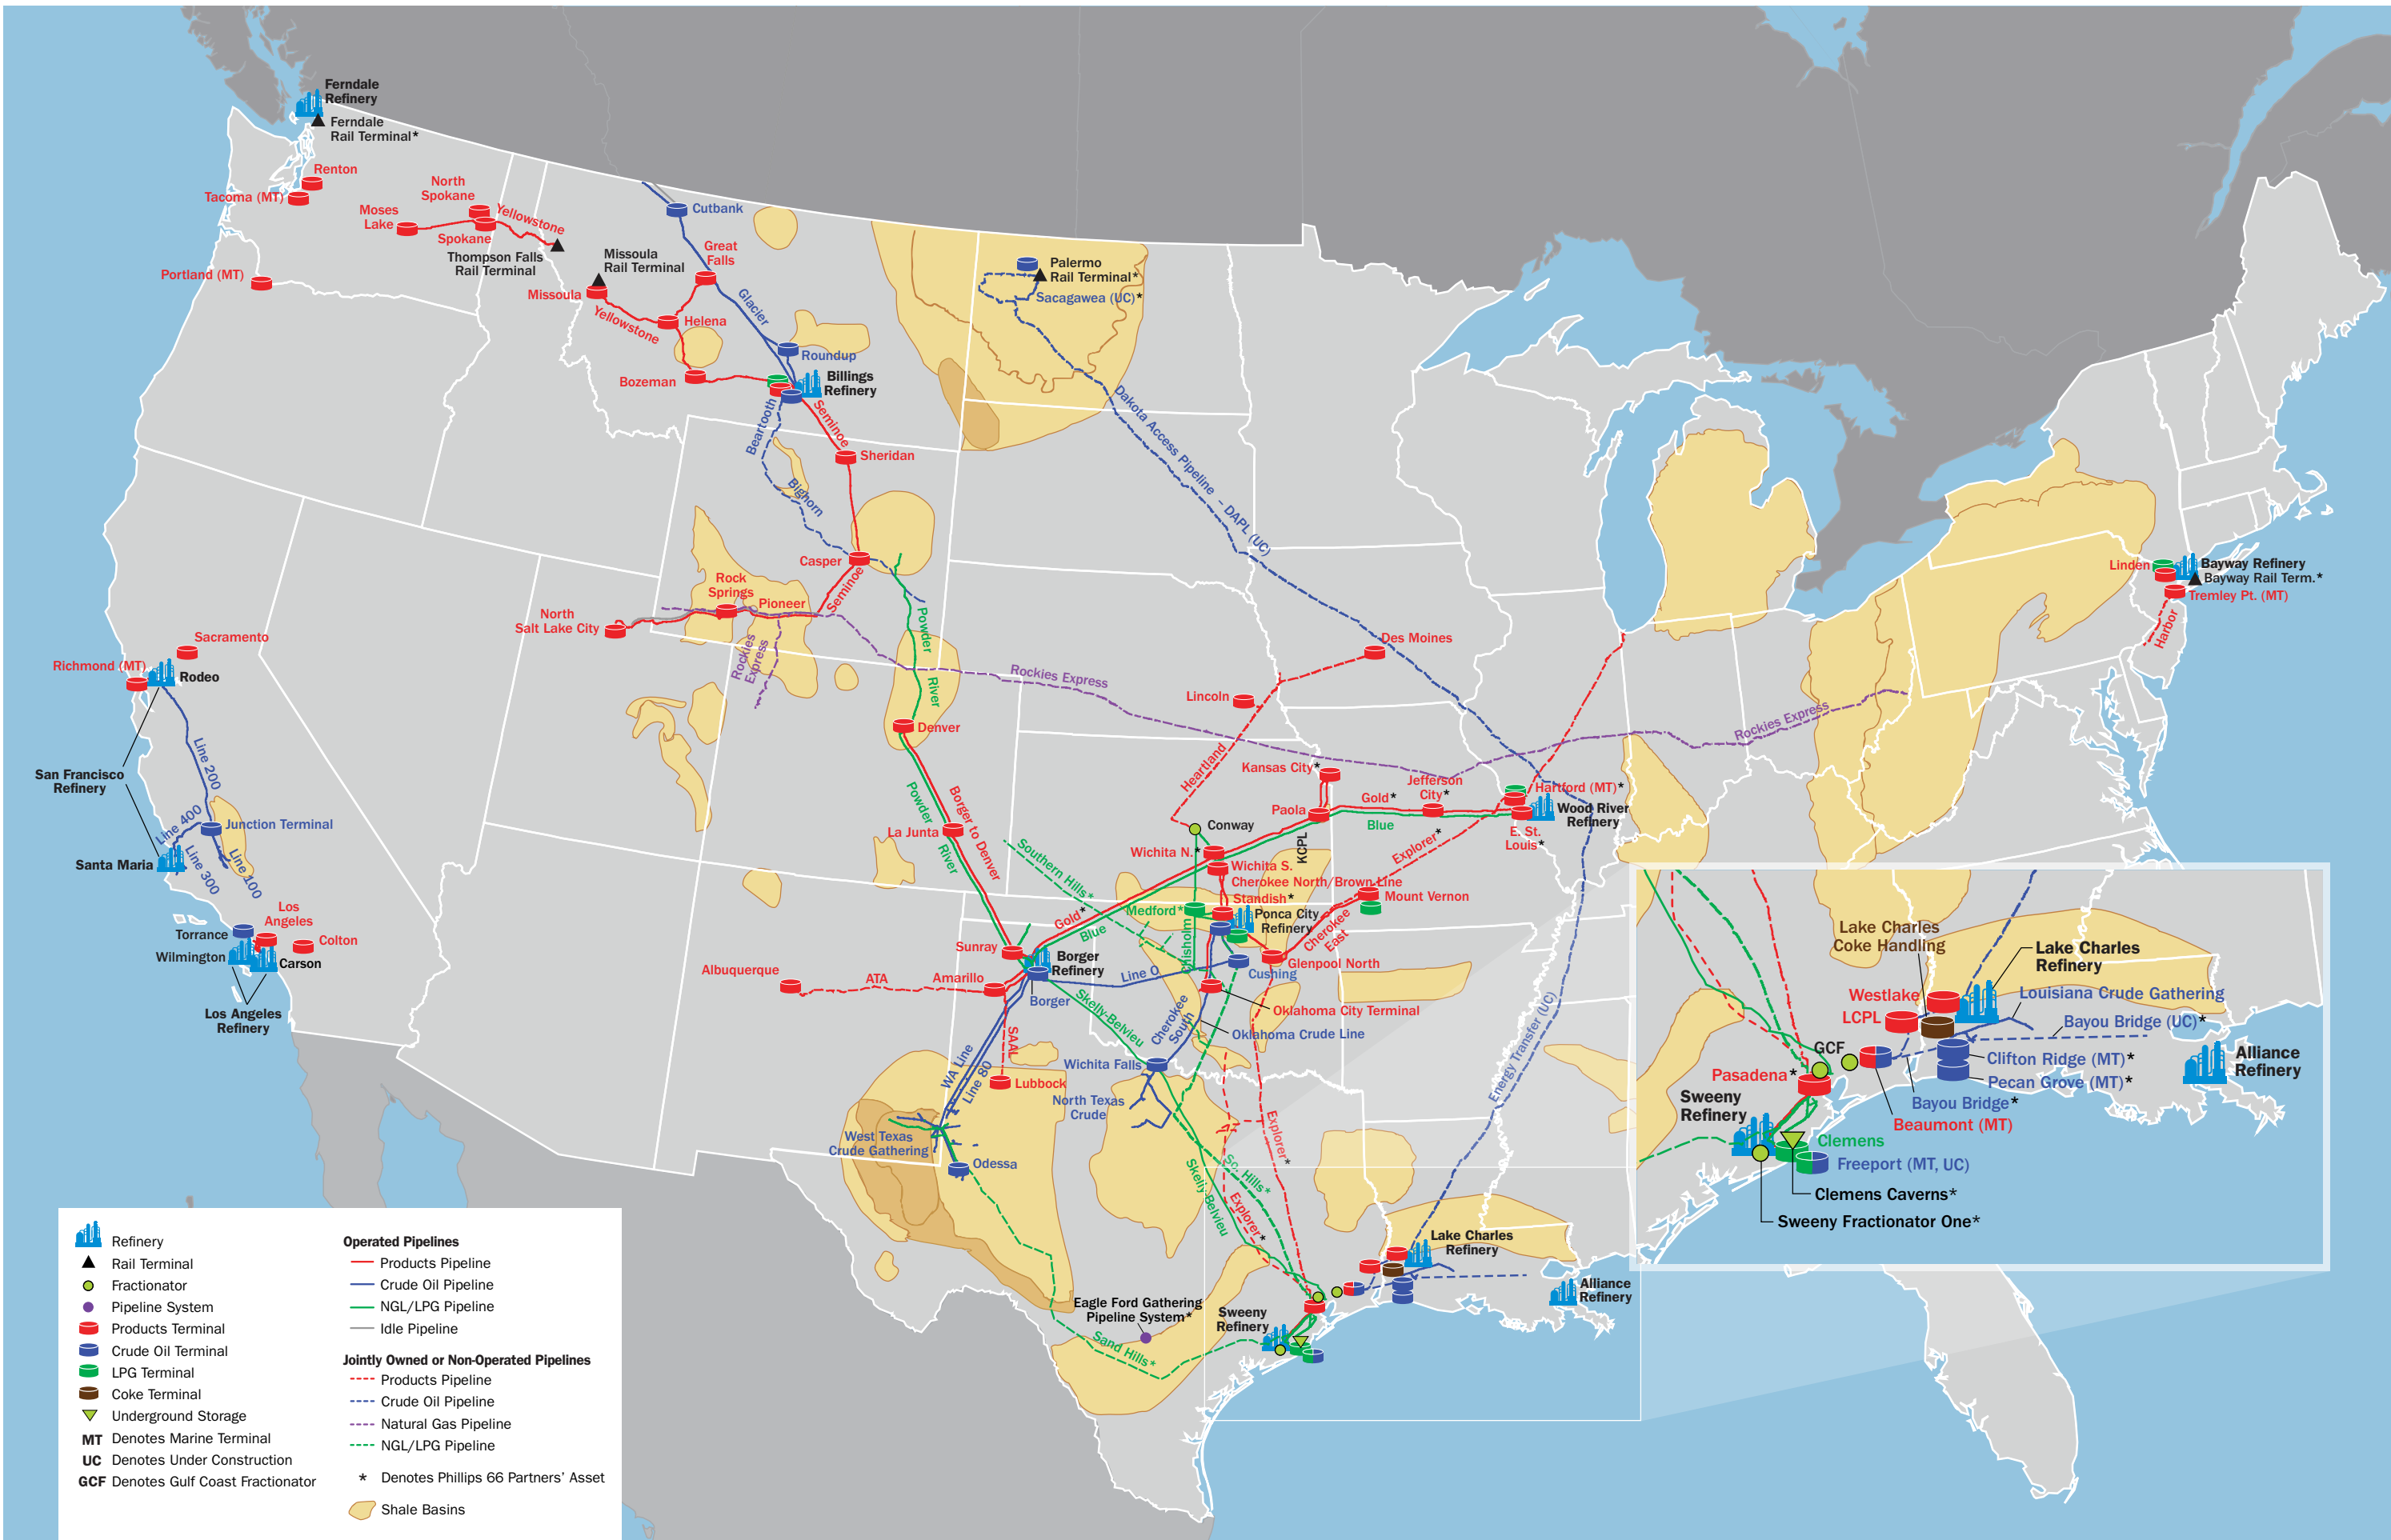 Ferndale
Refinery
Ferndale
Rail Terminal*
Renton
Tacoma (MT)
North
Spokane
Moses
Lake
Yellowstone
Spokane
Thompson Falls
Rail Terminal
Portland (MT)
Missoula
Rail Terminal
Missoula
Yellowstone
Cutbank
Great
Falls
Glacier
Helena
Roundup
Bozeman
Billings
Refinery
Beartooth
Seminoe
Sheridan
Bighorn
Casper
Seminoe
Palermo
Rail Terminal*
Sacagawea (UC)*
Dakota Access Pipeline – DAPL (UC)
Rock
Springs
Pioneer
North
Salt Lake City
Rockies
Express
Powder
River
Rockies Express
Rockies Express
Denver
Powder
River
Borger to Denver
La Junta
Des Moines
Lincoln
Heartland
Kansas City*
Jefferson
City*
Paola
Gold*
Blue
Hartford (MT)*
Wood River
Refinery
E. St.
Louis*
Explorer*
KCPL
Conway
Wichita N.*
Wichita S.
Cherokee North/Brown Line
Standish*
Medford*
Ponca City
Refinery
Mount Vernon
Cherokee
East
Glenpool North
Southern Hills*
Gold*
Blue
Chisholm
Cushing
Line O
Oklahoma City Terminal
Oklahoma Crude Line
Cherokee
South
Sunray
Borger
Refinery
Borger
Amarillo
ATA
Albuquerque
SAAL
Lubbock
WA Line
Line 80
Skelly-Belvieu
Wichita Falls
North Texas
Crude
West Texas
Crude Gathering
Odessa
Sand Hills*
Skelly-Belvieu
So. Hills*
Explorer*
Explorer*
Energy Transfer (UC)
Eagle Ford Gathering
Pipeline System*
Sweeny
Refinery
Lake Charles
Refinery
Alliance
Refinery
Sacramento
Richmond (MT)
Rodeo
San Francisco
Refinery
Line 200
Line 400
Junction Terminal
Santa Maria
Line 300
Line 100
Los
Angeles
Torrance
Colton
Wilmington
Carson
Los Angeles
Refinery
Linden
Bayway Refinery
Bayway Rail Term.*
Tremley Pt. (MT)
Harbor
Lake Charles
Coke Handling
Lake Charles
Refinery
Westlake
LCPL
Louisiana Crude Gathering
Bayou Bridge (UC)*
GCF
Clifton Ridge (MT)*
Pecan Grove (MT)*
Alliance
Refinery
Pasadena*
Bayou Bridge*
Beaumont (MT)
Sweeny
Refinery
Clemens
Freeport (MT, UC)
Clemens Caverns*
Sweeny Fractionator One*
Refinery
Rail Terminal
Fractionator
Pipeline System
Products Terminal
Crude Oil Terminal
LPG Terminal
Coke Terminal
Underground Storage
MT Denotes Marine Terminal
UC Denotes Under Construction
GCF Denotes Gulf Coast Fractionator
Operated Pipelines
Products Pipeline
Crude Oil Pipeline
NGL/LPG Pipeline
Idle Pipeline
Jointly Owned or Non-Operated Pipelines
Products Pipeline
Crude Oil Pipeline
Natural Gas Pipeline
NGL/LPG Pipeline
* Denotes Phillips 66 Partners' Asset
Shale Basins